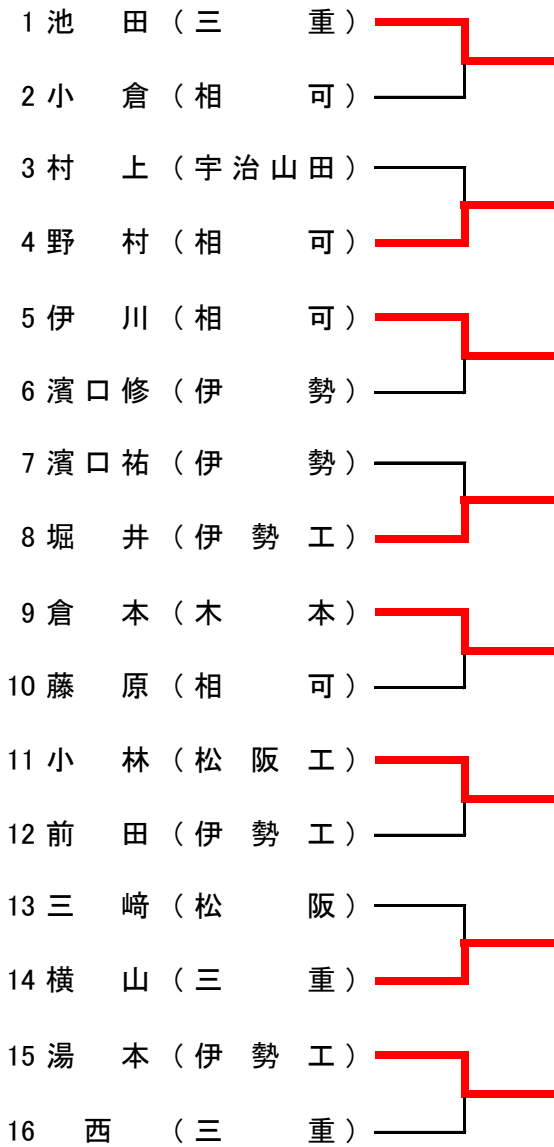 1 池田（三重）
2 小倉（相可）
3 村上（宇治山田）
4 野村（相可）
5 伊川（相可）
6 濱口修（伊勢）
7 濱口祐（伊勢）
8 堀井（伊勢工）
9 倉本（木本）
10 藤原（相可）
11 小林（松阪工）
12 前田（伊勢工）
13 三﨑（松阪）
14 横山（三重）
15 湯本（伊勢工）
16 西（三重）